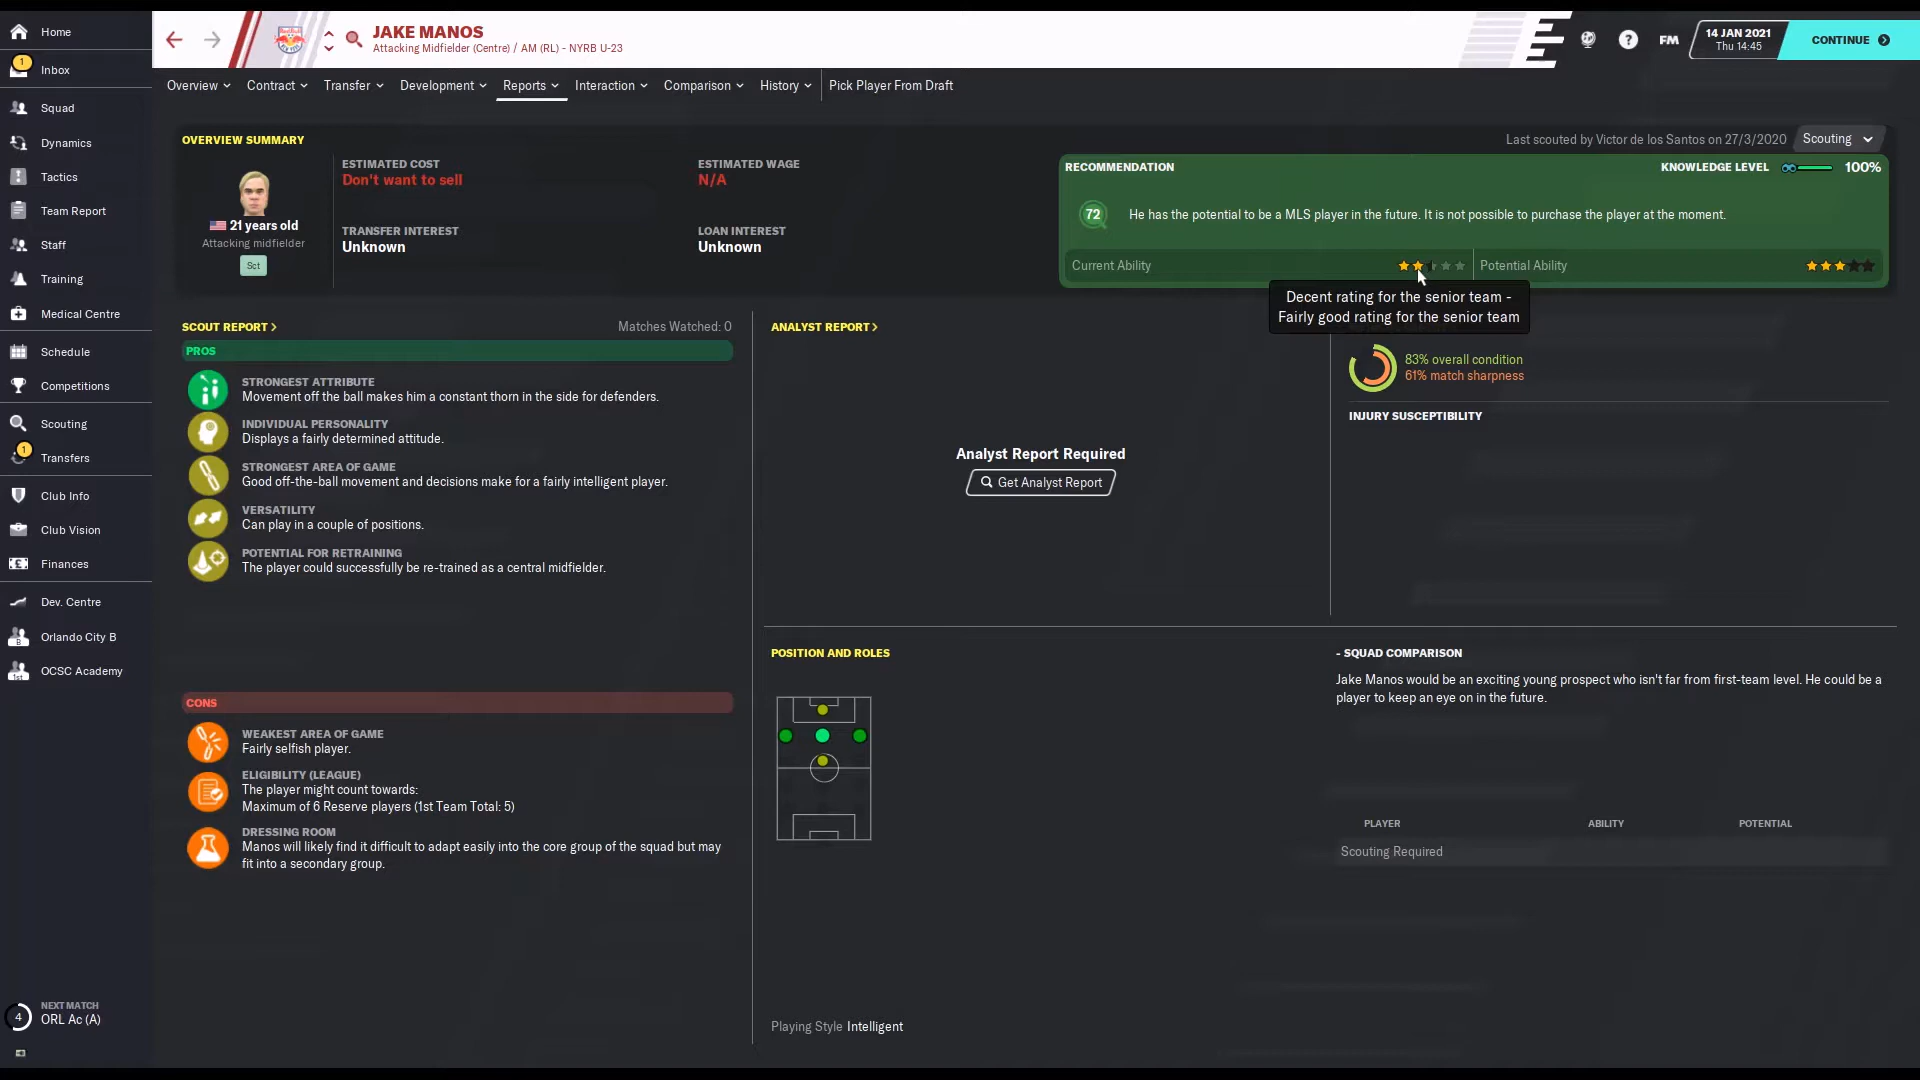 Home
1
Inbox
Squad
Dynamics
Tactics
Team Report
Staff
Training
Medical Centre
Schedule
Competitions
Scouting
1
Transfers
Club Info
Club Vision
Finances
Dev. Centre
B
Orlando City B
1st
OCSC Academy
4
NEXT MATCH
ORL Ac (A)
JAKE MANOS
Attacking Midfielder (Centre) / AM (RL) - NYRB U-23
?
FM
14 JAN 2021
Thu 14:45
CONTINUE
Overview
Contract
Transfer
Development
Reports
Interaction
Comparison
History
Pick Player From Draft
OVERVIEW SUMMARY
Last scouted by Victor de los Santos on 27/3/2020
Scouting
21 years old
Attacking midfielder
Sct
ESTIMATED COST
Don't want to sell
ESTIMATED WAGE
N/A
TRANSFER INTEREST
Unknown
LOAN INTEREST
Unknown
RECOMMENDATION
KNOWLEDGE LEVEL
100%
72
He has the potential to be a MLS player in the future. It is not possible to purchase the player at the moment.
Current Ability
Potential Ability
Decent rating for the senior team -
Fairly good rating for the senior team
SCOUT REPORT >
Matches Watched: 0
PROS
STRONGEST ATTRIBUTE
Movement off the ball makes him a constant thorn in the side for defenders.
INDIVIDUAL PERSONALITY
Displays a fairly determined attitude.
STRONGEST AREA OF GAME
Good off-the-ball movement and decisions make for a fairly intelligent player.
VERSATILITY
Can play in a couple of positions.
POTENTIAL FOR RETRAINING
The player could successfully be re-trained as a central midfielder.
CONS
WEAKEST AREA OF GAME
Fairly selfish player.
ELIGIBILITY (LEAGUE)
The player might count towards:
Maximum of 6 Reserve players (1st Team Total: 5)
DRESSING ROOM
Manos will likely find it difficult to adapt easily into the core group of the squad but may
fit into a secondary group.
ANALYST REPORT >
Analyst Report Required
Get Analyst Report
83% overall condition
61% match sharpness
INJURY SUSCEPTIBILITY
POSITION AND ROLES
Playing Style Intelligent
- SQUAD COMPARISON
Jake Manos would be an exciting young prospect who isn't far from first-team level. He could be a
player to keep an eye on in the future.
PLAYER
ABILITY
POTENTIAL
Scouting Required